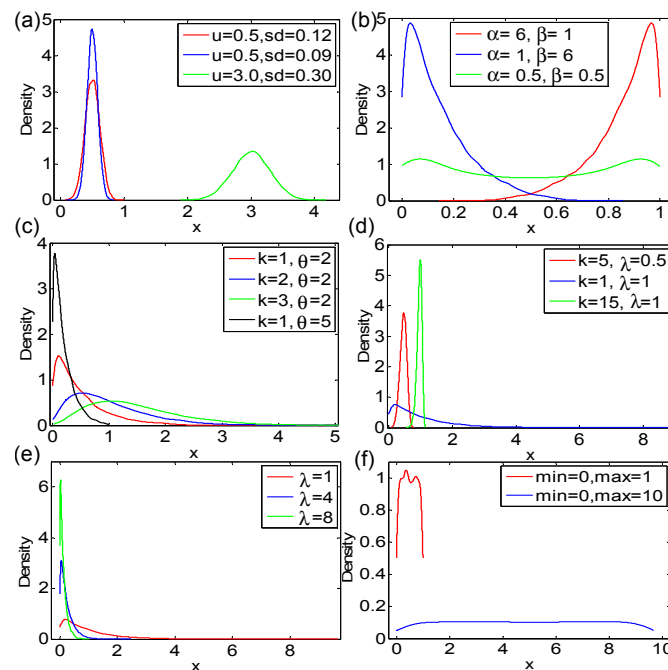 (a)
u=0.5,sd=0.12
u=0.5,sd=0.09
u=3.0,sd=0.30
Density
5
4
3
2
1
0
0 1 2 3 4
x
(b)
α= 6, β= 1
α= 1, β= 6
α= 0.5, β= 0.5
Density
5
4
3
2
1
0
0 0.2 0.4 0.6 0.8 1
x
(c)
k=1, θ=2
k=2, θ=2
k=3, θ=2
k=1, θ=5
Density
4
3
2
1
0
0 1 2 3 4 5
x
(d)
k=5, λ=0.5
k=1, λ=1
k=15, λ=1
Density
6
5
4
3
2
1
0
0 2 4 6 8
x
(e)
λ=1
λ=4
λ=8
Density
6
4
2
0
0 2 4 6 8
x
(f)
min=0,max=1
min=0,max=10
Density
1
0.8
0.6
0.4
0.2
0
0 2 4 6 8 10
x